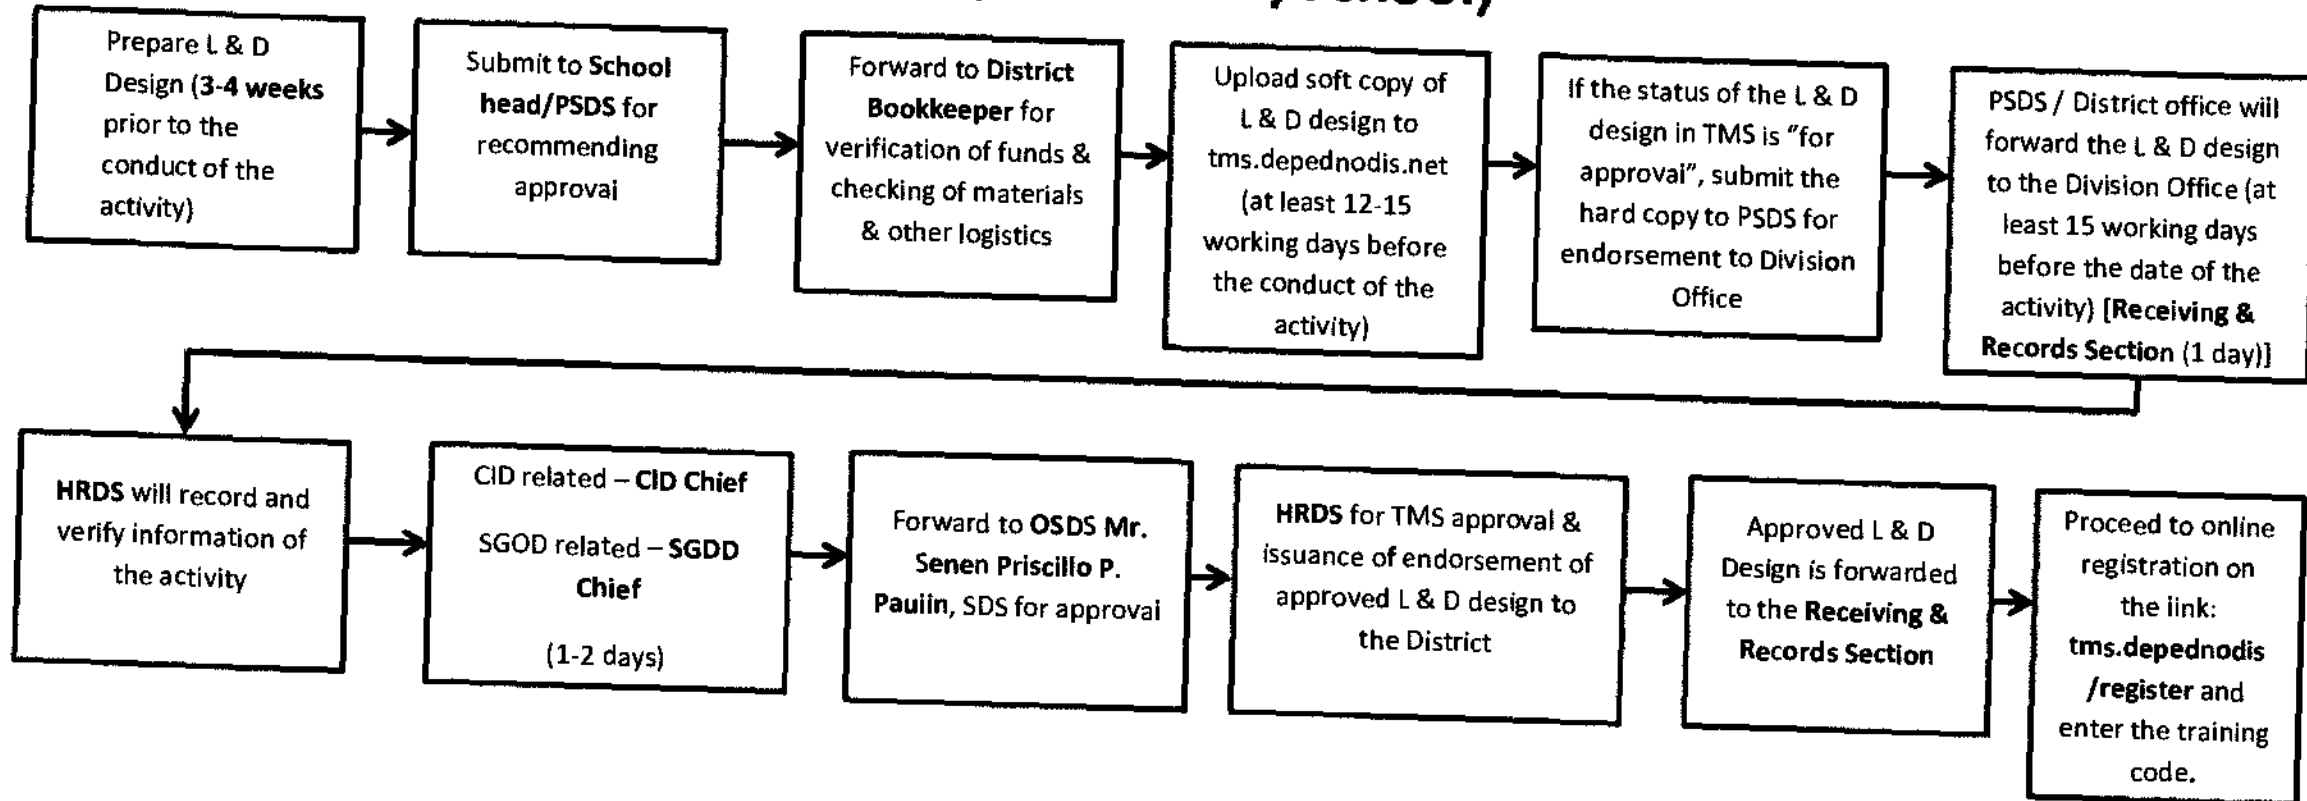 Prepare L & D
Design (3-4 weeks
prior to the
conduct of the
activity)
Submit to School
head/PSDS for
recommending
approval
Forward to District
Bookkeeper for
verification of funds &
checking of materials
& other logistics
Upload soft copy of
L & D design to
tms.depednodis.net
(at least 12-15
working days before
the conduct of the
activity)
If the status of the L & D
design in TMS is "for
approval", submit the
hard copy to PSDS for
endorsement to Division
Office
PSDS / District office will
forward the L & D design
to the Division Office (at
least 15 working days
before the date of the
activity) [Receiving &
Records Section (1 day)]
HRDS will record and
verify information of
the activity
CID related – CID Chief
SGOD related – SGDD
Chief
(1-2 days)
Forward to OSDS Mr.
Senen Priscillo P.
Paulin, SDS for approval
HRDS for TMS approval &
issuance of endorsement of
approved L & D design to
the District
Approved L & D
Design is forwarded
to the Receiving &
Records Section
Proceed to online
registration on
the link:
tms.depednodis
/register and
enter the training
code.